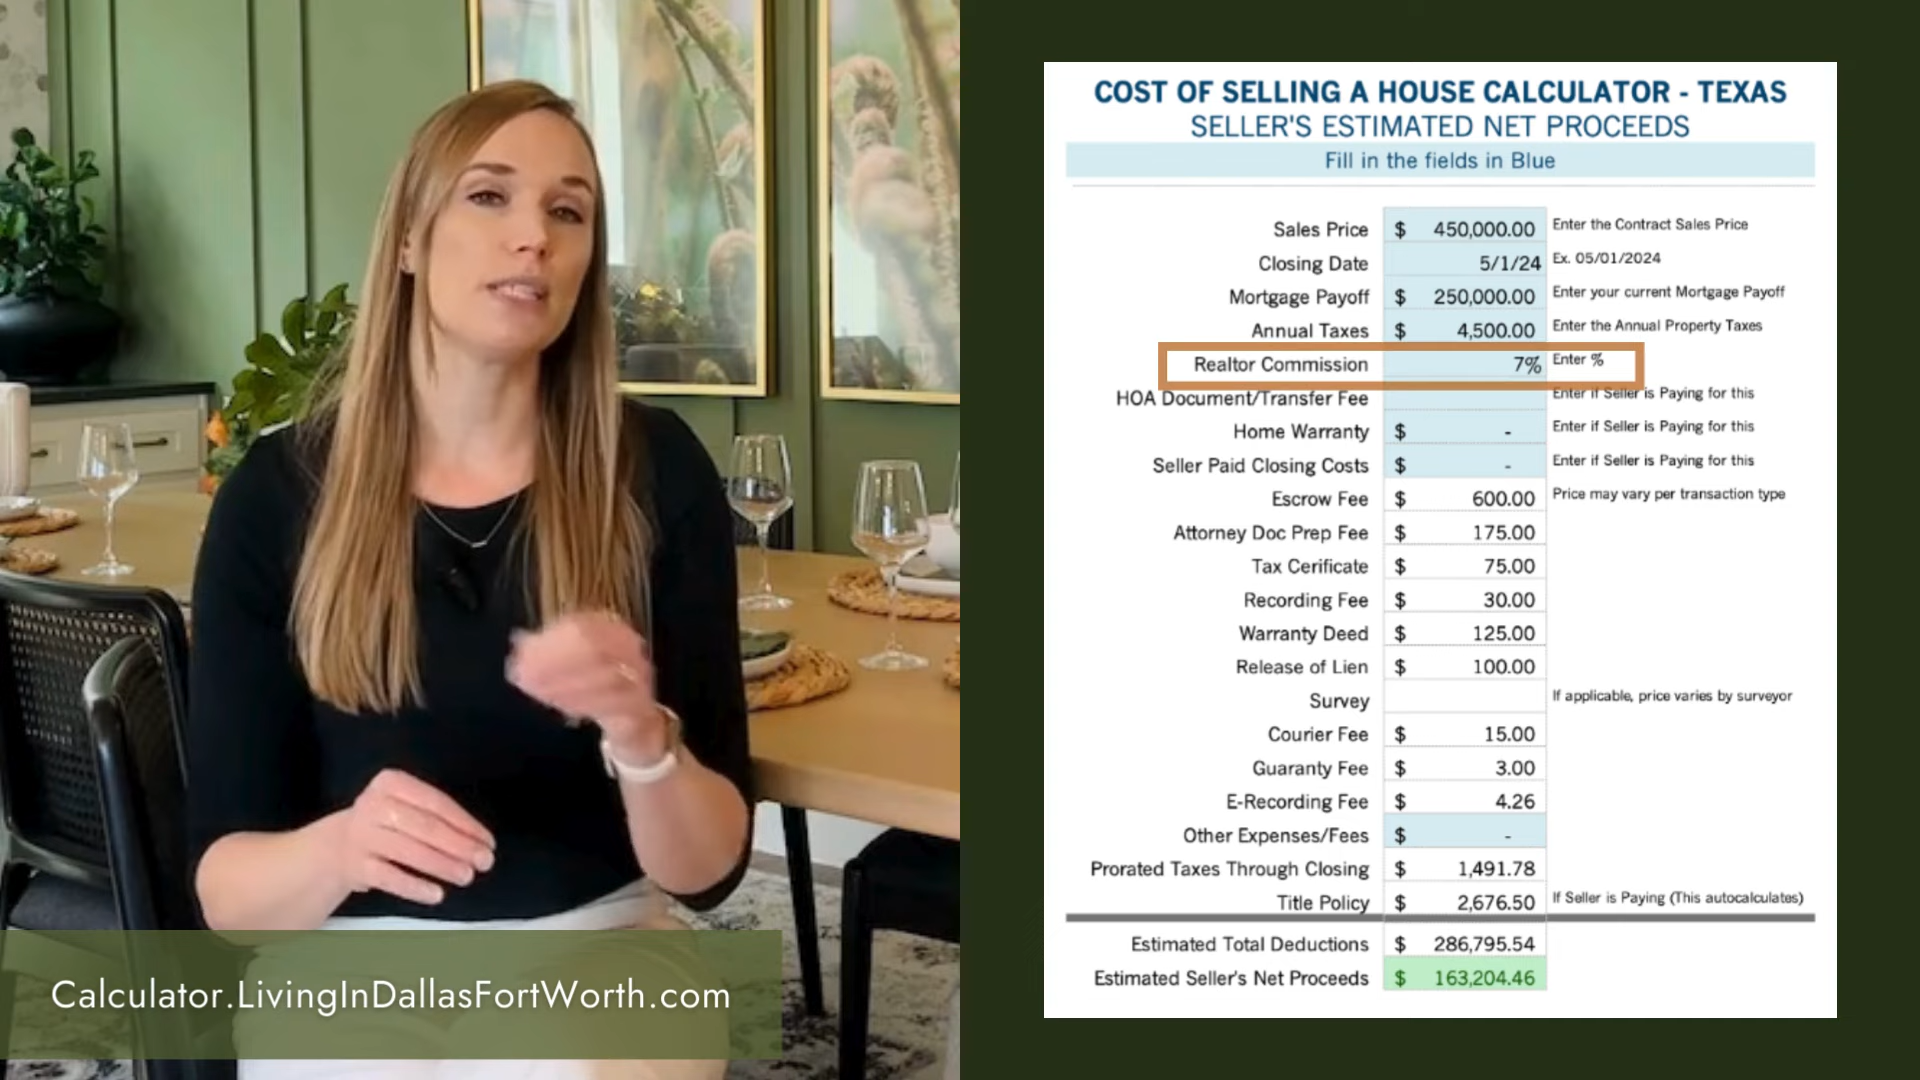 COST OF SELLING A HOUSE CALCULATOR - TEXAS
SELLER'S ESTIMATED NET PROCEEDS
Fill in the fields in Blue
Sales Price $ 450,000.00 Enter the Contract Sales Price
Closing Date 5/1/24 Ex. 05/01/2024
Mortgage Payoff $ 250,000.00 Enter your current Mortgage Payoff
Annual Taxes $ 4,500.00 Enter the Annual Property Taxes
Realtor Commission 7% Enter %
HOA Document/Transfer Fee Enter if Seller is Paying for this
Home Warranty $ - Enter if Seller is Paying for this
Seller Paid Closing Costs $ - Enter if Seller is Paying for this
Escrow Fee $ 600.00 Price may vary per transaction type
Attorney Doc Prep Fee $ 175.00
Tax Cerificate $ 75.00
Recording Fee $ 30.00
Warranty Deed $ 125.00
Release of Lien $ 100.00
Survey If applicable, price varies by surveyor
Courier Fee $ 15.00
Guaranty Fee $ 3.00
E-Recording Fee $ 4.26
Other Expenses/Fees $ -
Prorated Taxes Through Closing $ 1,491.78
Title Policy $ 2,676.50 If Seller is Paying (This autocalculates)
Estimated Total Deductions $ 286,795.54
Estimated Seller's Net Proceeds $ 163,204.46
Calculator.LivingInDallasFortWorth.com